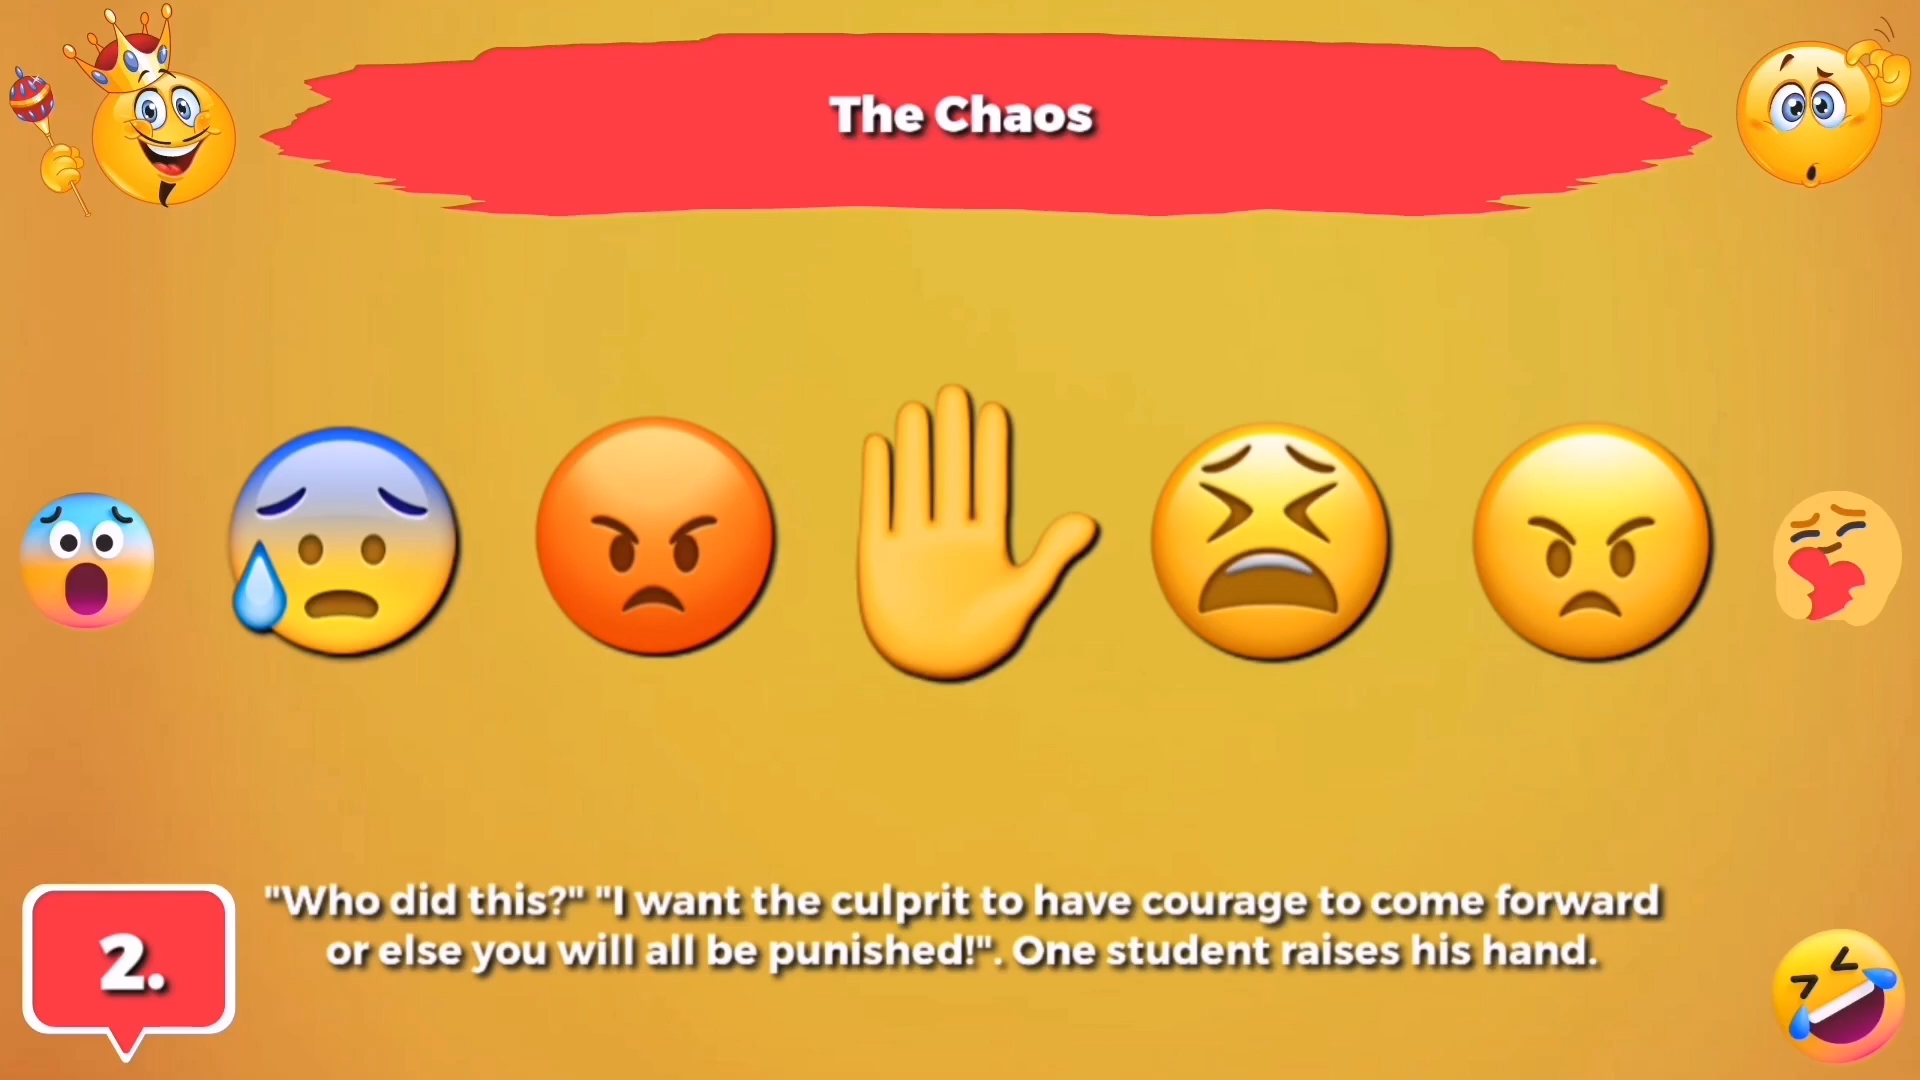 The Chaos
"Who did this?" "I want the culprit to have courage to come forward
or else you will all be punished!". One student raises his hand.
2.